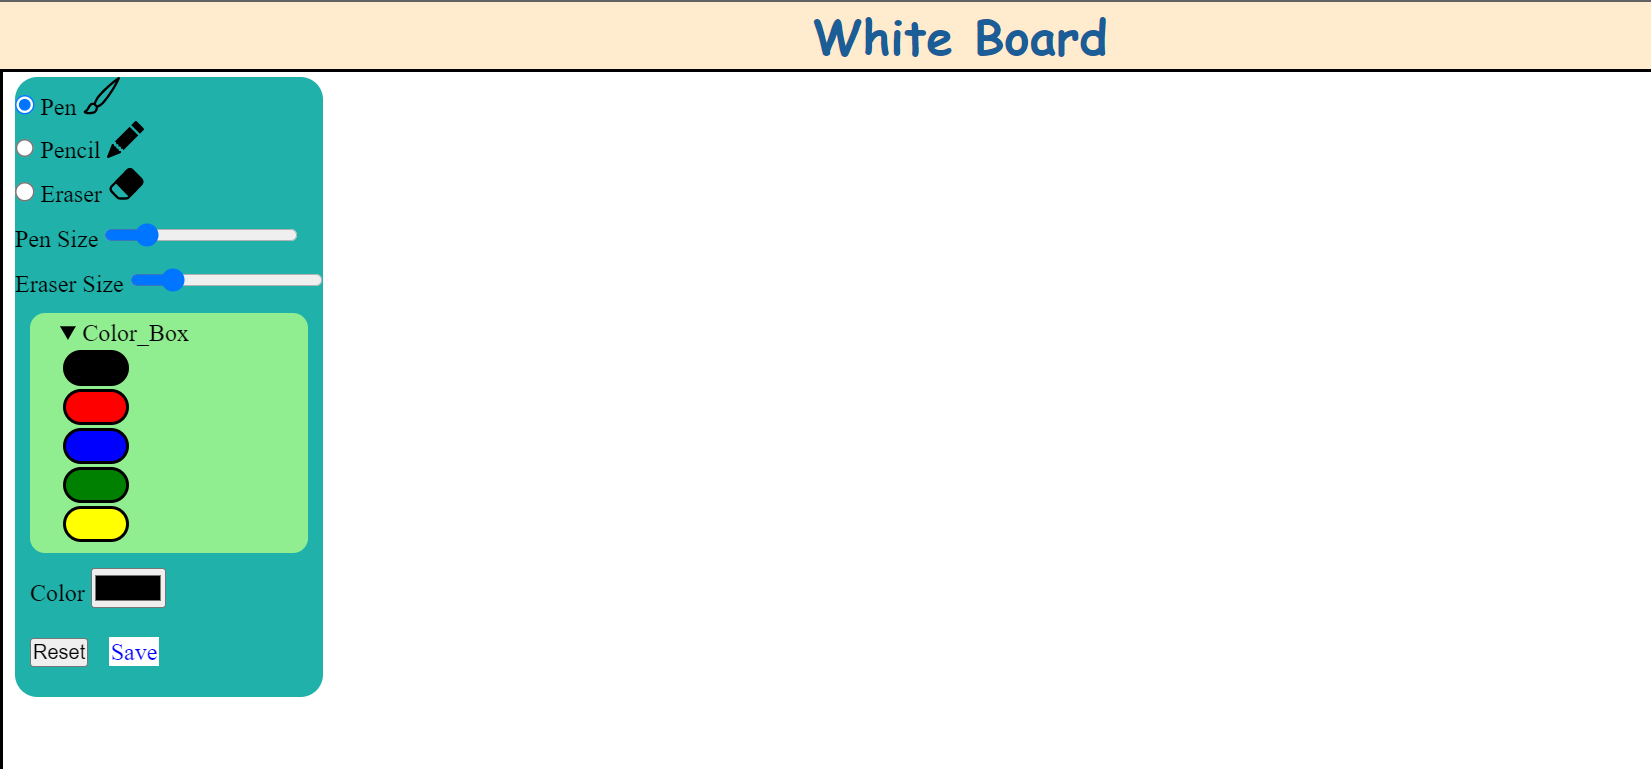 White Board
Pen
Pencil
Eraser
Pen Size
Eraser Size
Color_Box
Color
Reset Save